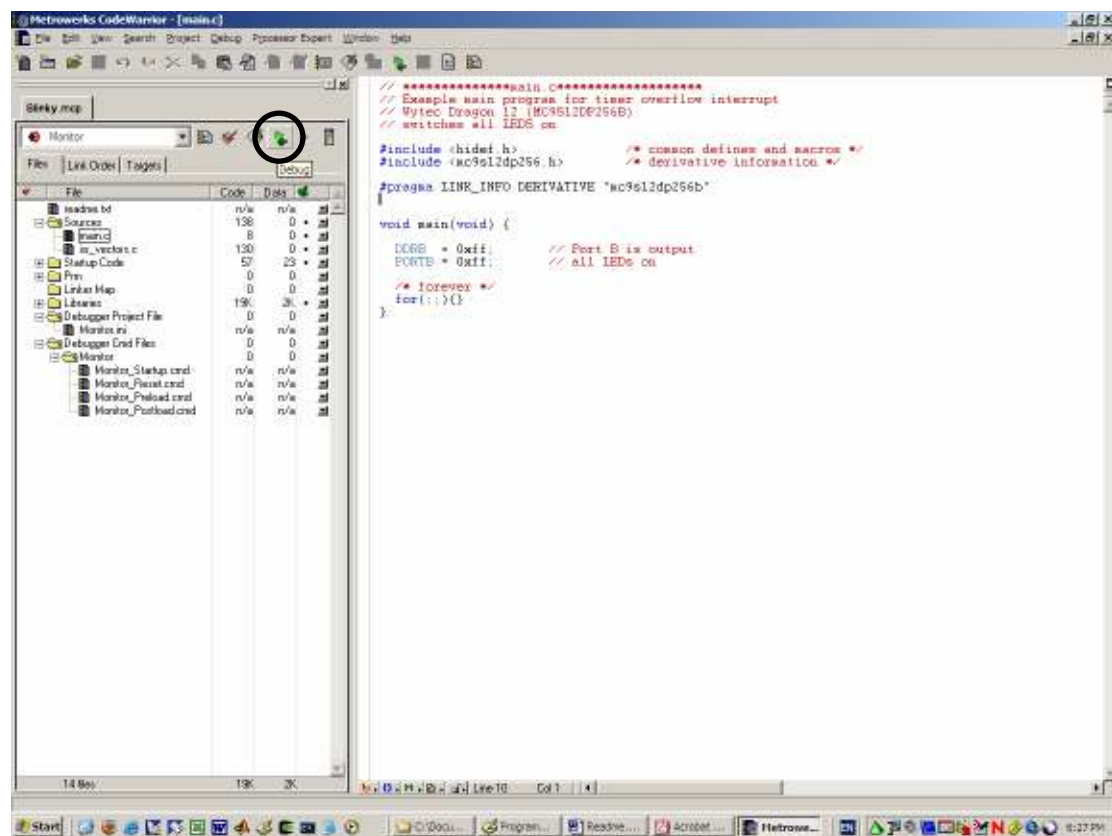 Metrowerks CodeWarrior - [main.c]
File Edit View Search Project Debug Processor Expert Window Help
Blinky.mcp
Monitor
Files Link Order Targets
Debug
File Code Data
readme.txt n/a n/a
Sources 138 0
main.c 8 0
isr_vectors.c 130 0
Startup Code 57 23
Prm 0 0
Linker Map 0 0
Libraries 19K 2K
Debugger Project File 0 0
Monitor.ini n/a n/a
Debugger Cmd Files 0 0
Monitor 0 0
Monitor_Startup.cmd n/a n/a
Monitor_Reset.cmd n/a n/a
Monitor_Preload.cmd n/a n/a
Monitor_Postload.cmd n/a n/a
14 files 19K 2K
// **************main.c*******************
// Example main program for timer overflow interrupt
// Wytec Dragon 12 (MC9S12DP256B)
// switches all LEDS on
#include <hidef.h> /* common defines and macros */
#include <mc9s12dp256.h> /* derivative information */
#pragma LINK_INFO DERIVATIVE "mc9s12dp256b"
void main(void) {
DDRB = 0xff; // Port B is output
PORTB = 0xff; // all LEDs on
/* forever */
for(;;){}
}
Line 10 Col 1
Start C:\Docu... Program... Readme.... Acrobat... Metrowe... EN 6:27 PM